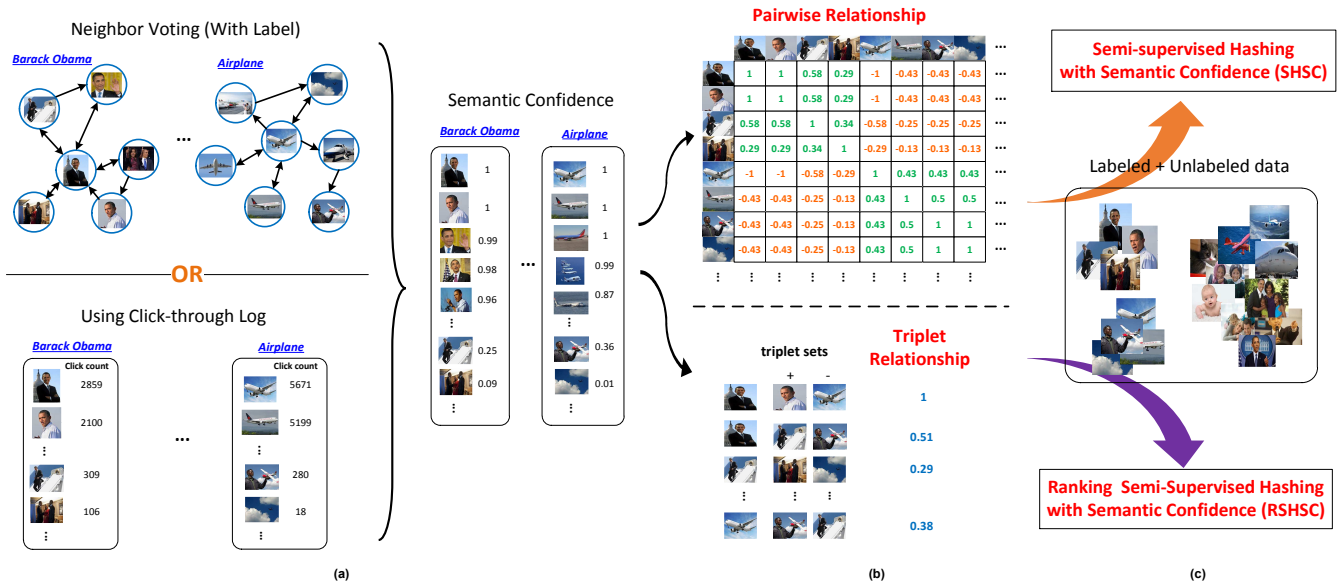 Neighbor Voting (With Label)
Barack Obama
Airplane
...
OR
Using Click-through Log
Barack Obama
Airplane
Click count
2859
2100
⋮
309
106
⋮
...
Click count
5671
5199
⋮
280
18
⋮
(a)
Semantic Confidence
Barack Obama
Airplane
1
1
0.99
0.98
0.96
⋮
0.25
0.09
⋮
...
1
1
1
0.99
0.87
⋮
0.36
0.01
⋮
Pairwise Relationship
...
1 1 0.58 0.29 -1 -0.43 -0.43 -0.43 ...
1 1 0.58 0.29 -1 -0.43 -0.43 -0.43 ...
0.58 0.58 1 0.34 -0.58 -0.25 -0.25 -0.25 ...
0.29 0.29 0.34 1 -0.29 -0.13 -0.13 -0.13 ...
-1 -1 -0.58 -0.29 1 0.43 0.43 0.43 ...
-0.43 -0.43 -0.25 -0.13 0.43 1 0.5 0.5 ...
-0.43 -0.43 -0.25 -0.13 0.43 0.5 1 1 ...
-0.43 -0.43 -0.25 -0.13 0.43 0.5 1 1 ...
⋮ ⋮ ⋮ ⋮ ⋮ ⋮ ⋮ ⋮
triplet sets
+ -
Triplet
Relationship
1
0.51
0.29
⋮ ⋮ ⋮ ⋮
0.38
(b)
Semi-supervised Hashing
with Semantic Confidence (SHSC)
Labeled + Unlabeled data
Ranking Semi-Supervised Hashing
with Semantic Confidence (RSHSC)
(c)